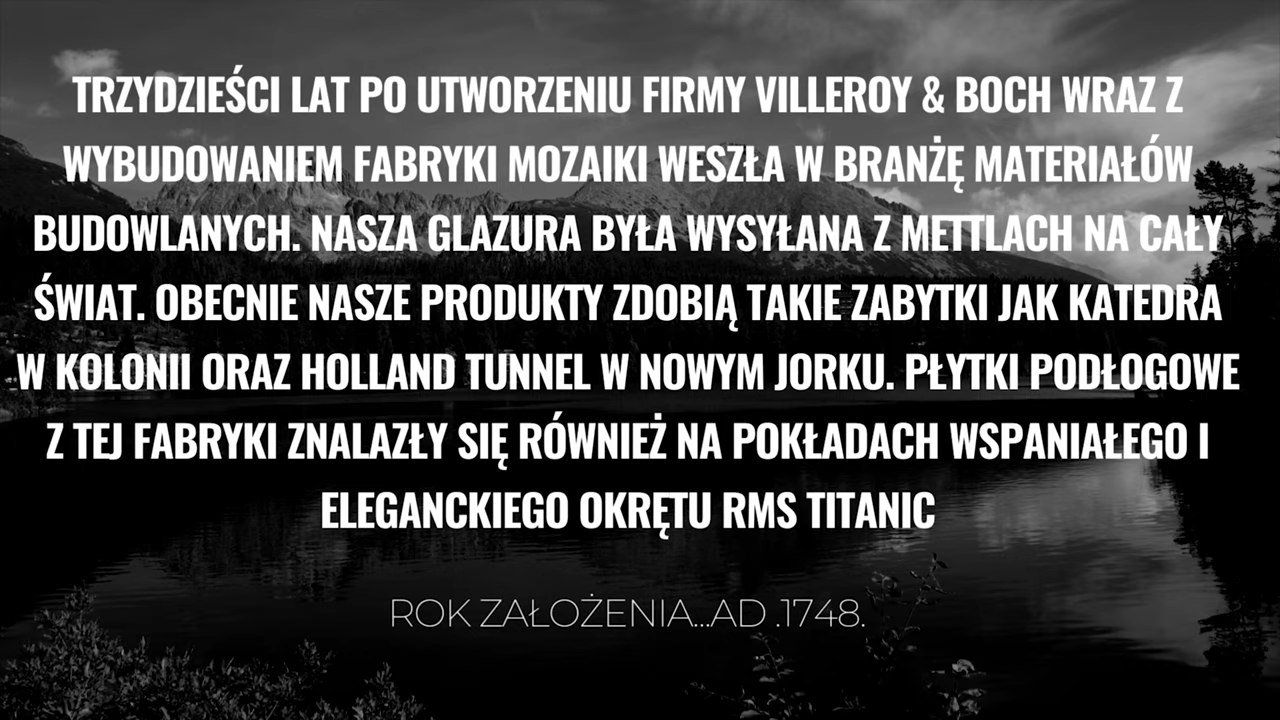 TRZYDZIEŚCI LAT PO UTWORZENIU FIRMY VILLEROY & BOCH WRAZ Z
WYBUDOWANIEM FABRYKI MOZAIKI WESZŁA W BRANŻĘ MATERIAŁÓW
BUDOWLANYCH. NASZA GLAZURA BYŁA WYSYŁANA Z METTLACH NA CAŁY
ŚWIAT. OBECNIE NASZE PRODUKTY ZDOBIĄ TAKIE ZABYTKI JAK KATEDRA
W KOLONII ORAZ HOLLAND TUNNEL W NOWYM JORKU. PŁYTKI PODŁOGOWE
Z TEJ FABRYKI ZNALAZŁY SIĘ RÓWNIEŻ NA POKŁADACH WSPANIAŁEGO I
ELEGANCKIEGO OKRĘTU RMS TITANIC
ROK ZAŁOŻENIA...AD .1748.